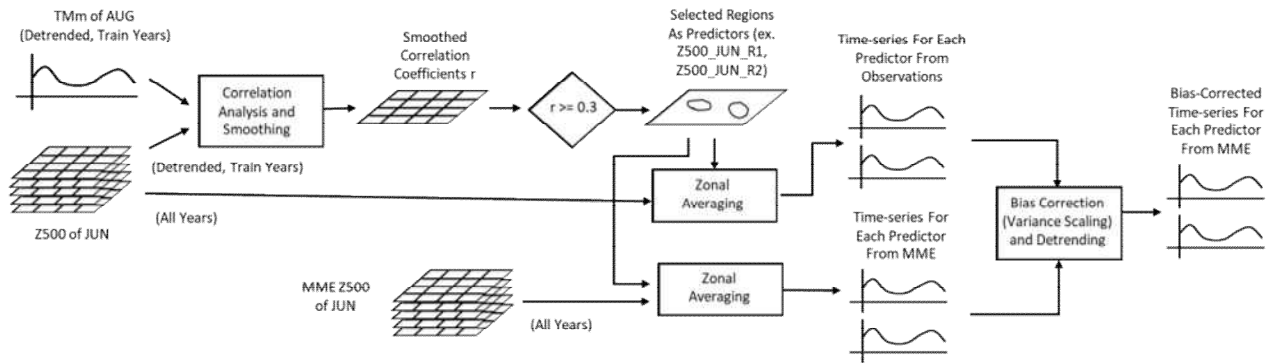 TMm of AUG
(Detrended, Train Years)
Correlation
Analysis and
Smoothing
(Detrended, Train Years)
(All Years)
Z500 of JUN
Smoothed
Correlation
Coefficients r
r >= 0.3
Selected Regions
As Predictors (ex.
Z500_JUN_R1,
Z500_JUN_R2)
Zonal
Averaging
MME Z500
of JUN
(All Years)
Zonal
Averaging
Time-series For Each
Predictor From
Observations
Time-series For
Each Predictor
From MME
Bias Correction
(Variance Scaling)
and Detrending
Bias-Corrected
Time-series For
Each Predictor
From MME